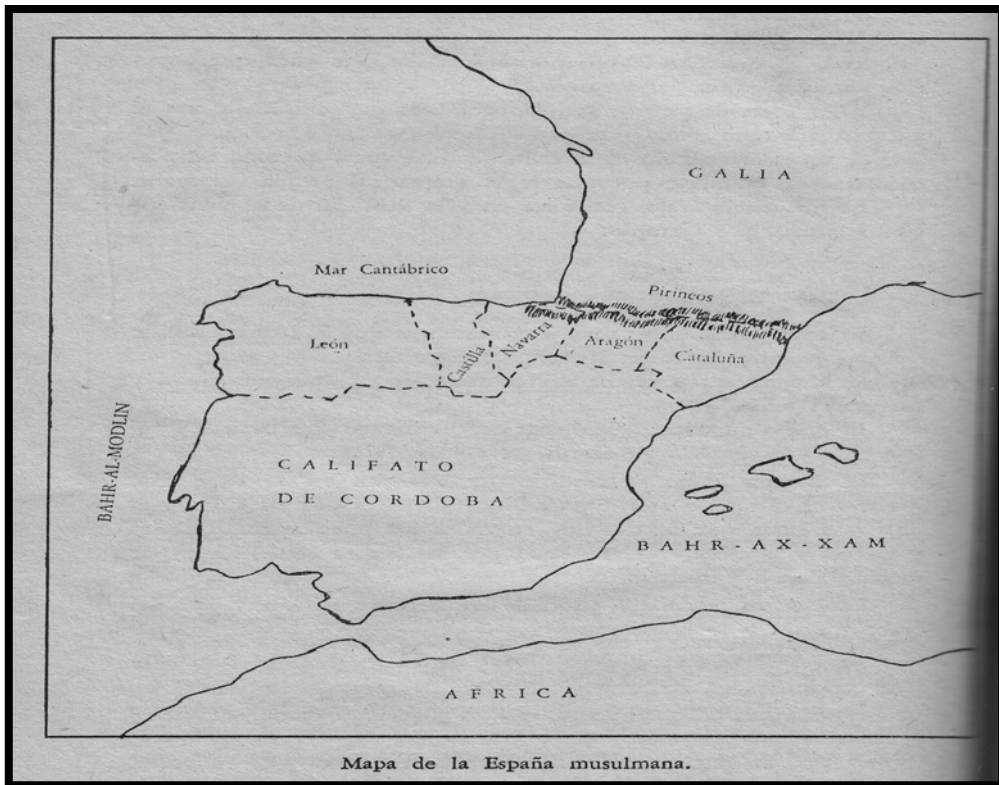 GALIA
Mar Cantábrico
Pirineos
León
Castilla
Navarra
Aragón
Cataluña
BAHR-AL-MODLIN
CALIFATO
DE CORDOBA
BAHR-AX-XAM
AFRICA
Mapa de la España musulmana.